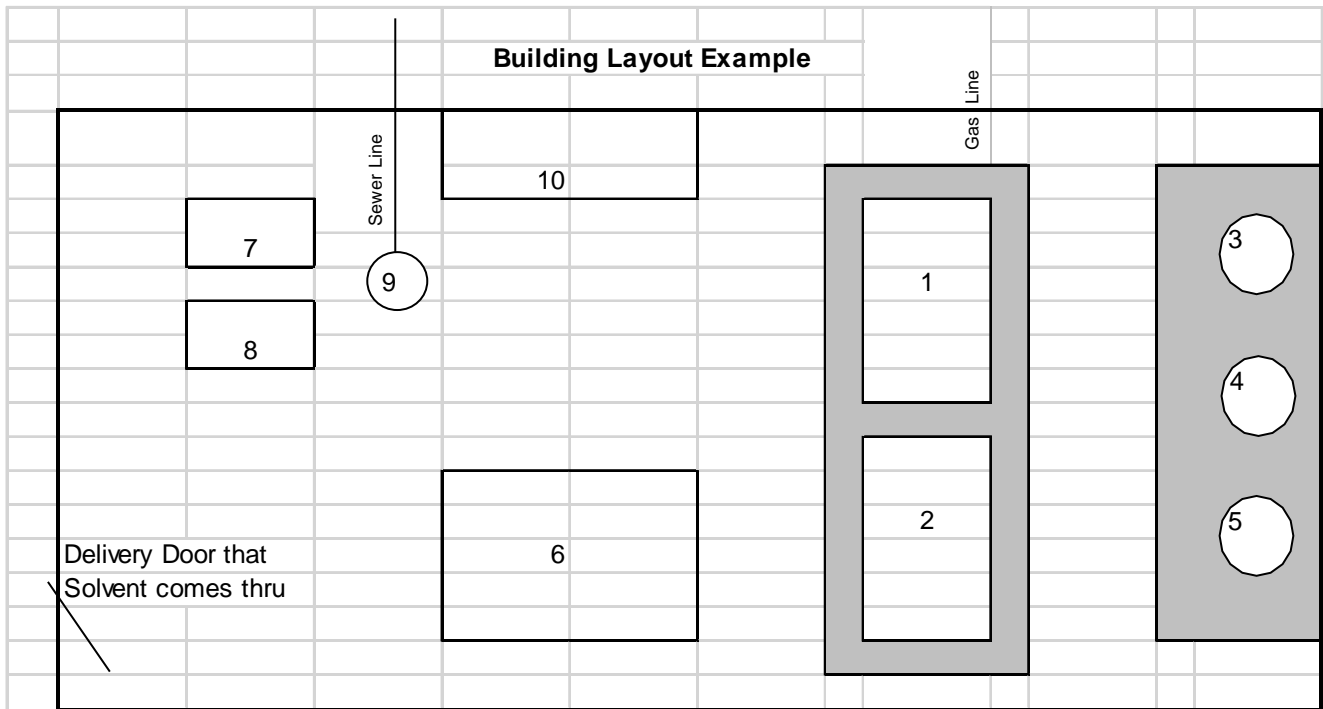 Building Layout Example
Gas Line
Sewer Line
10
7
3
9
1
8
4
2
5
6
Delivery Door that
Solvent comes thru